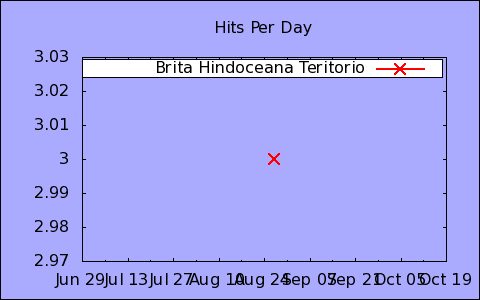 Hits Per Day
Brita Hindoceana Teritorio
3.03
3.02
3.01
3
2.99
2.98
2.97
Jun 29 Jul 13 Jul 27 Aug 10 Aug 24 Sep 07 Sep 21 Oct 05 Oct 19